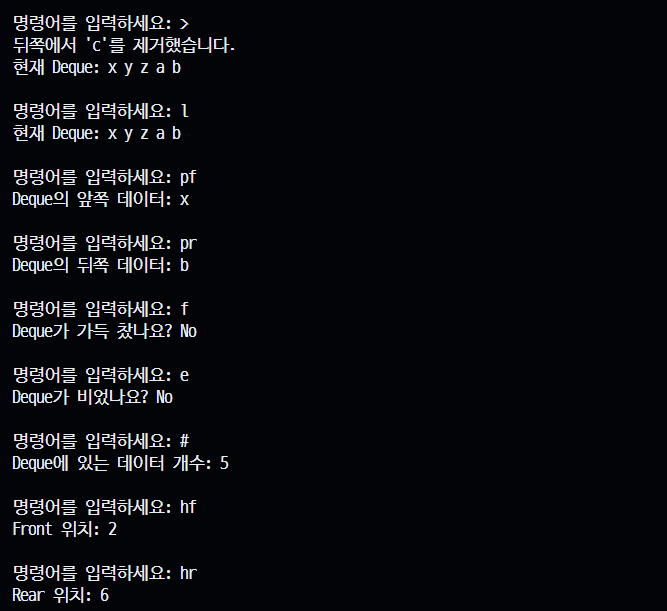 명령어를 입력하세요: >
뒤쪽에서 'c'를 제거했습니다.
현재 Deque: x y z a b
명령어를 입력하세요: l
현재 Deque: x y z a b
명령어를 입력하세요: pf
Deque의 앞쪽 데이터: x
명령어를 입력하세요: pr
Deque의 뒤쪽 데이터: b
명령어를 입력하세요: f
Deque가 가득 찼나요? No
명령어를 입력하세요: e
Deque가 비었나요? No
명령어를 입력하세요: #
Deque에 있는 데이터 개수: 5
명령어를 입력하세요: hf
Front 위치: 2
명령어를 입력하세요: hr
Rear 위치: 6